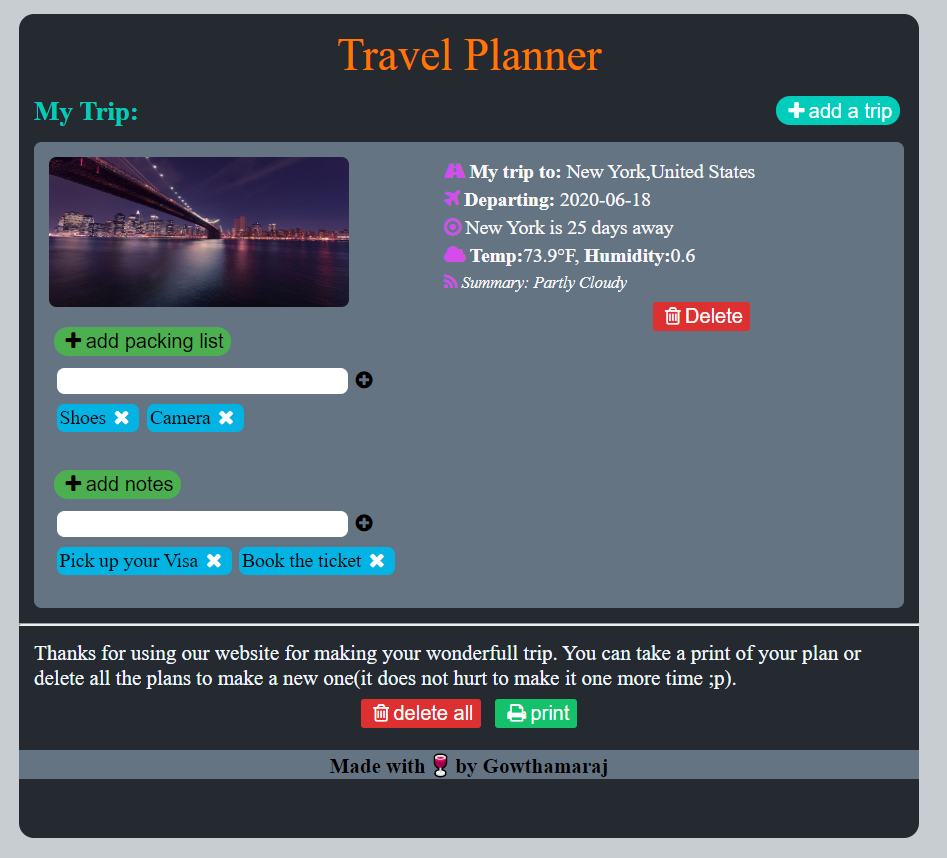 Travel Planner
My Trip:
add a trip
My trip to: New York,United States
Departing: 2020-06-18
New York is 25 days away
Temp:73.9°F, Humidity:0.6
Summary: Partly Cloudy
Delete
add packing list
Shoes
Camera
add notes
Pick up your Visa
Book the ticket
Thanks for using our website for making your wonderfull trip. You can take a print of your plan or
delete all the plans to make a new one(it does not hurt to make it one more time ;p).
delete all
print
Made with 🍷 by Gowthamaraj